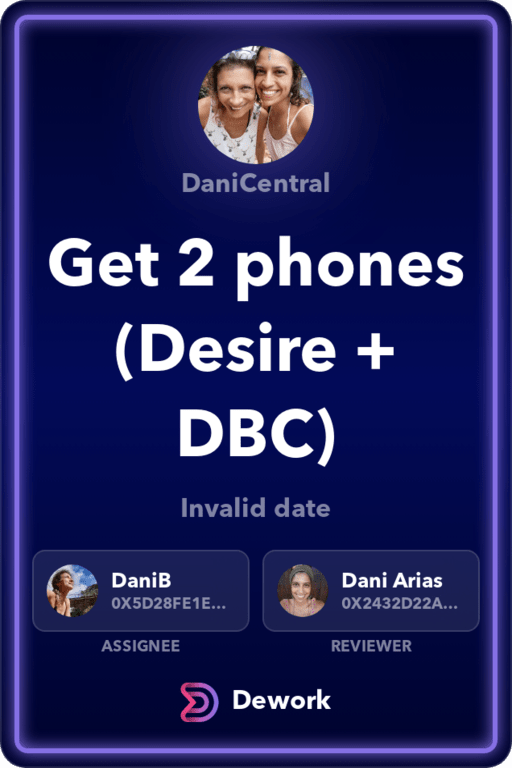 DaniCentral
Get 2 phones
(Desire +
DBC)
Invalid date
DaniB
0X5D28FE1E...
ASSIGNEE
Dani Arias
0X2432D22A...
REVIEWER
Dework